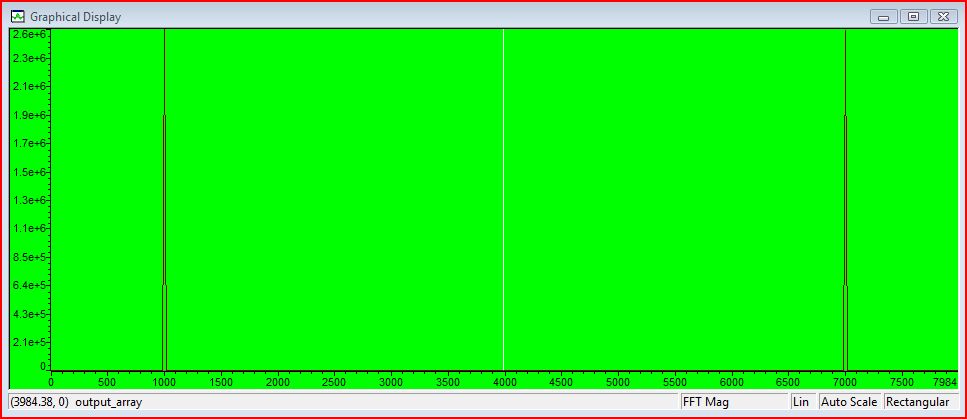 Graphical Display
2.6e+6
2.3e+6
2.1e+6
1.9e+6
1.7e+6
1.5e+6
1.3e+6
1.1e+6
8.5e+5
6.4e+5
4.3e+5
2.1e+5
0
0 500 1000 1500 2000 2500 3000 3500 4000 4500 5000 5500 6000 6500 7000 7500 7984
(3984.38, 0) output_array FFT Mag Lin Auto Scale Rectangular